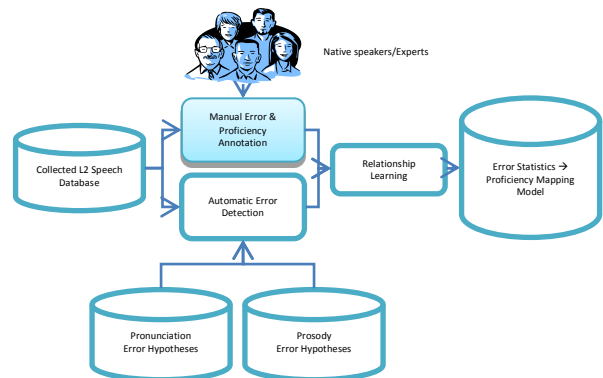 Native speakers/Experts
Manual Error &
Proficiency
Annotation
Collected L2 Speech
Database
Automatic Error
Detection
Relationship
Learning
Error Statistics →
Proficiency Mapping
Model
Pronunciation
Error Hypotheses
Prosody
Error Hypotheses